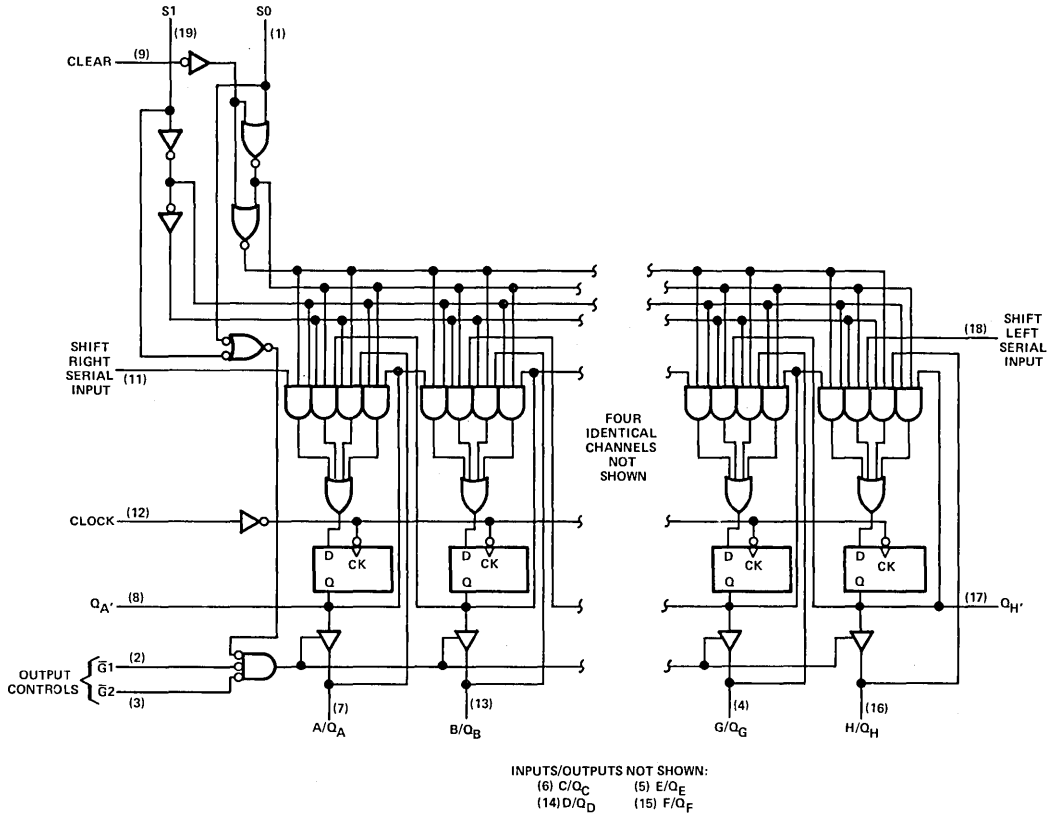 S1
S0
(19)
(1)
CLEAR (9)
SHIFT
RIGHT
SERIAL
INPUT
(11)
(18)
SHIFT
LEFT
SERIAL
INPUT
FOUR
IDENTICAL
CHANNELS
NOT
SHOWN
CLOCK (12)
D
CK
Q
D
CK
Q
D
CK
Q
D
CK
Q
QA' (8)
(17) QH'
OUTPUT
CONTROLS
G̅1 (2)
G̅2
(3)
(7)
A/QA
(13)
B/QB
(4)
G/QG
(16)
H/QH
INPUTS/OUTPUTS NOT SHOWN:
(6) C/QC (5) E/QE
(14) D/QD (15) F/QF